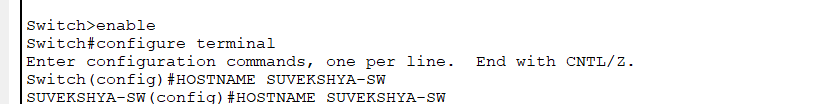 Switch>enable
Switch#configure terminal
Enter configuration commands, one per line.  End with CNTL/Z.
Switch(config)#HOSTNAME SUVEKSHYA-SW
SUVEKSHYA-SW(config)#HOSTNAME SUVEKSHYA-SW